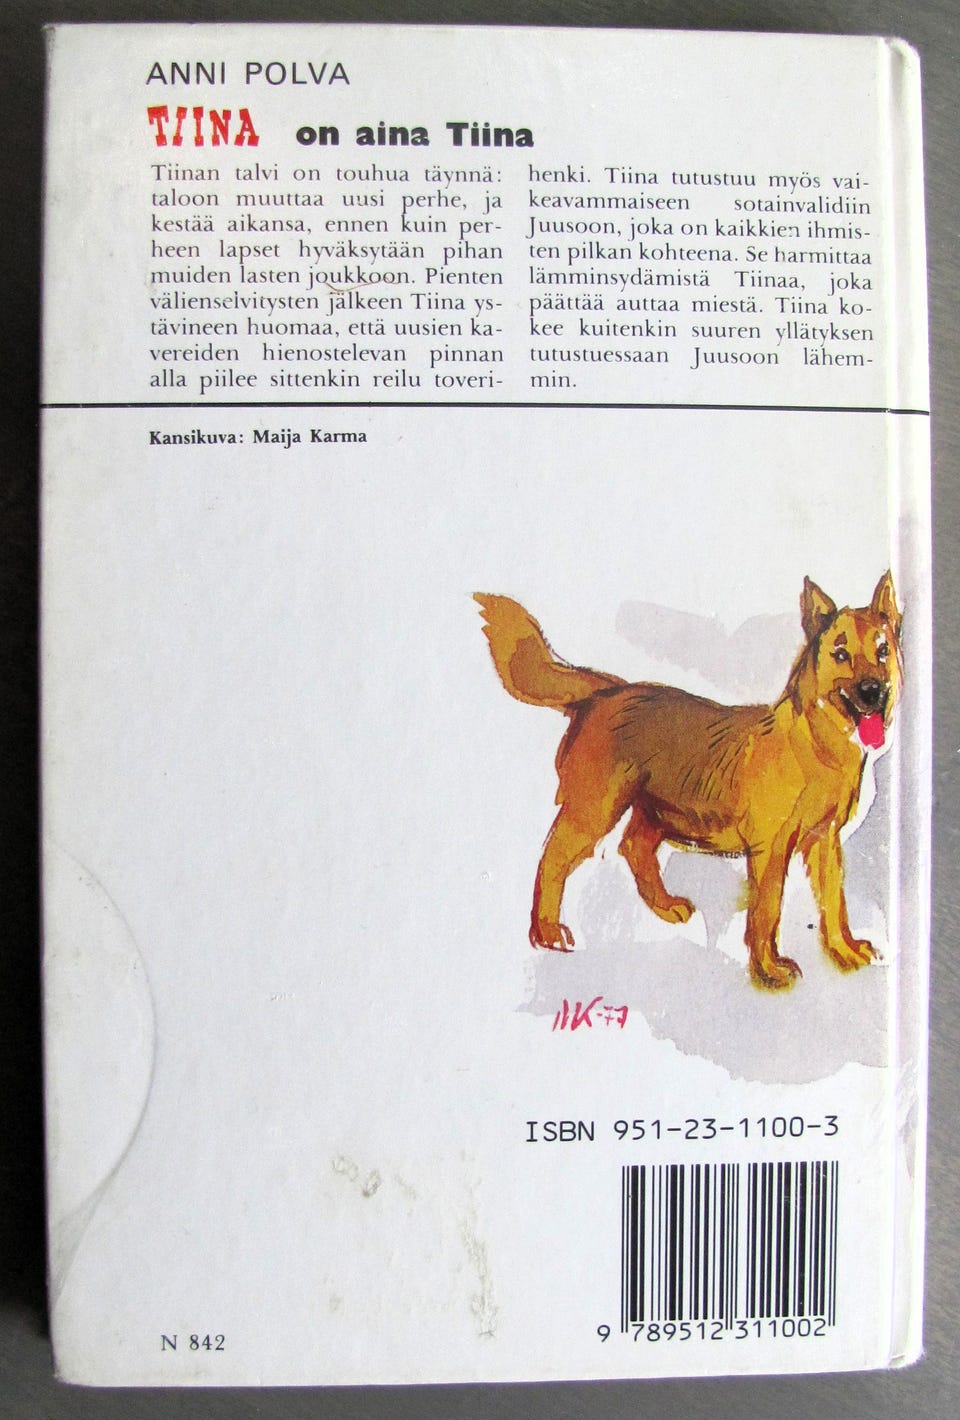 ANNI POLVA
TIINA on aina Tiina
Tiinan talvi on touhua täynnä:
taloon muuttaa uusi perhe, ja
kestää aikansa, ennen kuin per-
heen lapset hyväksytään pihan
muiden lasten joukkoon. Pienten
välienselvitysten jälkeen Tiina ys-
tävineen huomaa, että uusien ka-
vereiden hienostelevan pinnan
alla piilee sittenkin reilu toveri-
henki. Tiina tutustuu myös vai-
keavammaiseen sotainvalidiin
Juusoon, joka on kaikkien ihmis-
ten pilkan kohteena. Se harmittaa
lämminsydämistä Tiinaa, joka
päättää auttaa miestä. Tiina ko-
kee kuitenkin suuren yllätyksen
tutustuessaan Juusoon lähem-
min.
Kansikuva: Maija Karma
MK-77
ISBN 951-23-1100-3
9 789512 311002
N 842